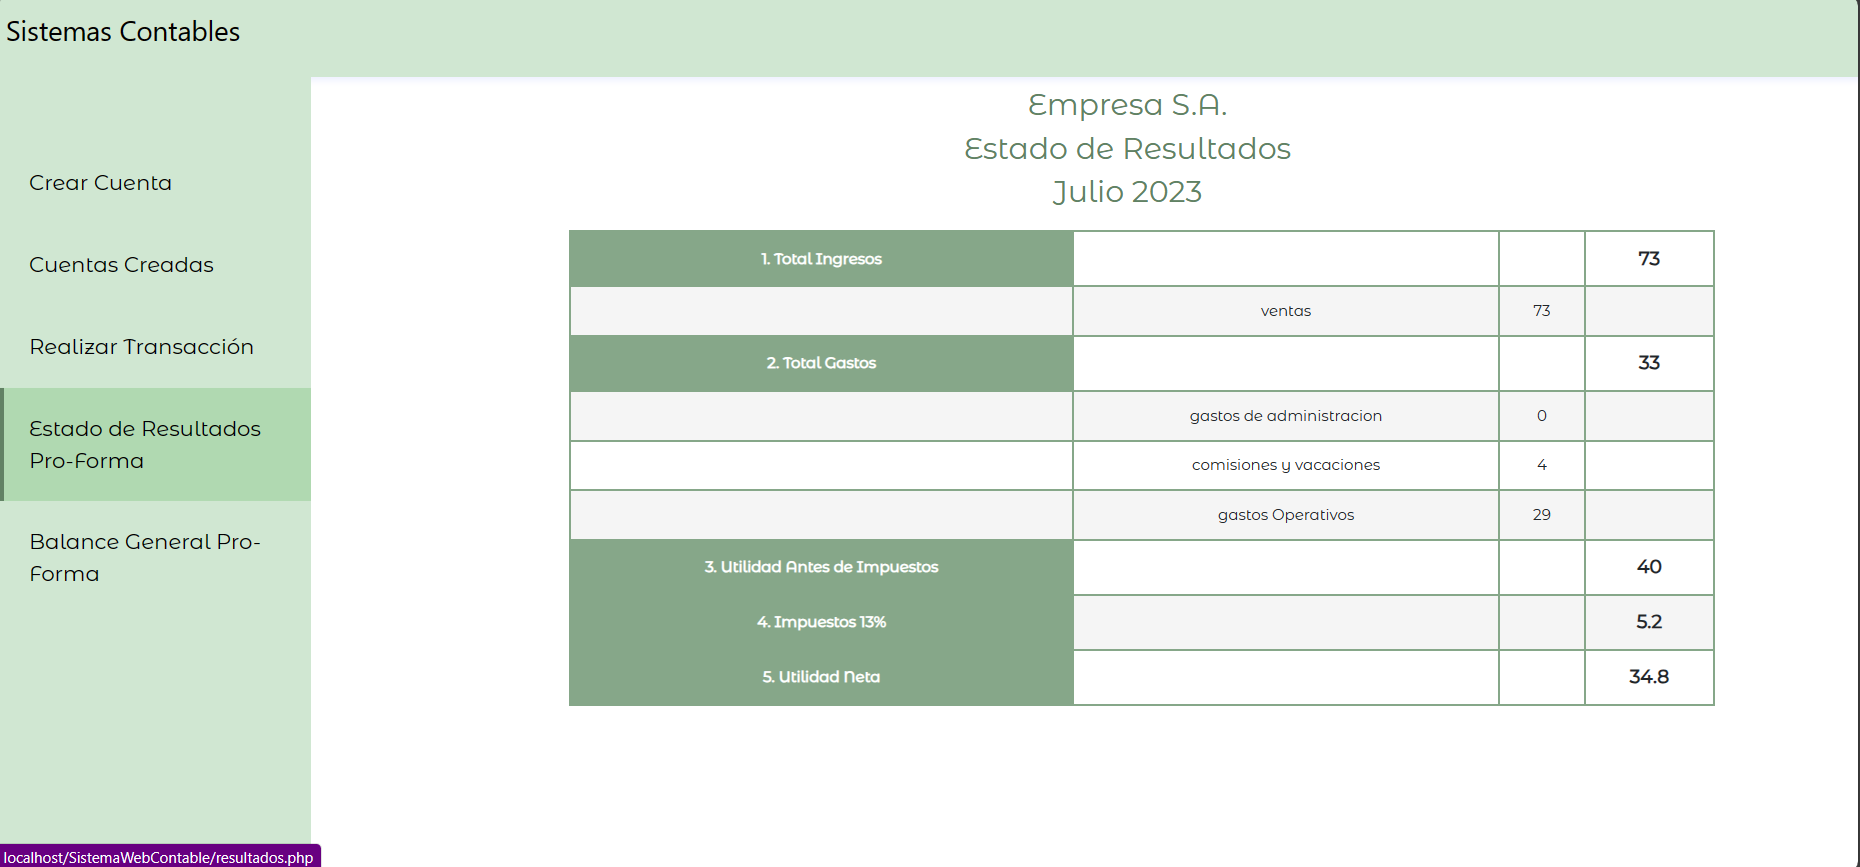 Sistemas Contables
Crear Cuenta
Cuentas Creadas
Realizar Transacción
Estado de Resultados
Pro-Forma
Balance General Pro-
Forma
Empresa S.A.
Estado de Resultados
Julio 2023
1. Total Ingresos 73
ventas 73
2. Total Gastos 33
gastos de administracion 0
comisiones y vacaciones 4
gastos Operativos 29
3. Utilidad Antes de Impuestos 40
4. Impuestos 13% 5.2
5. Utilidad Neta 34.8
localhost/SistemaWebContable/resultados.php